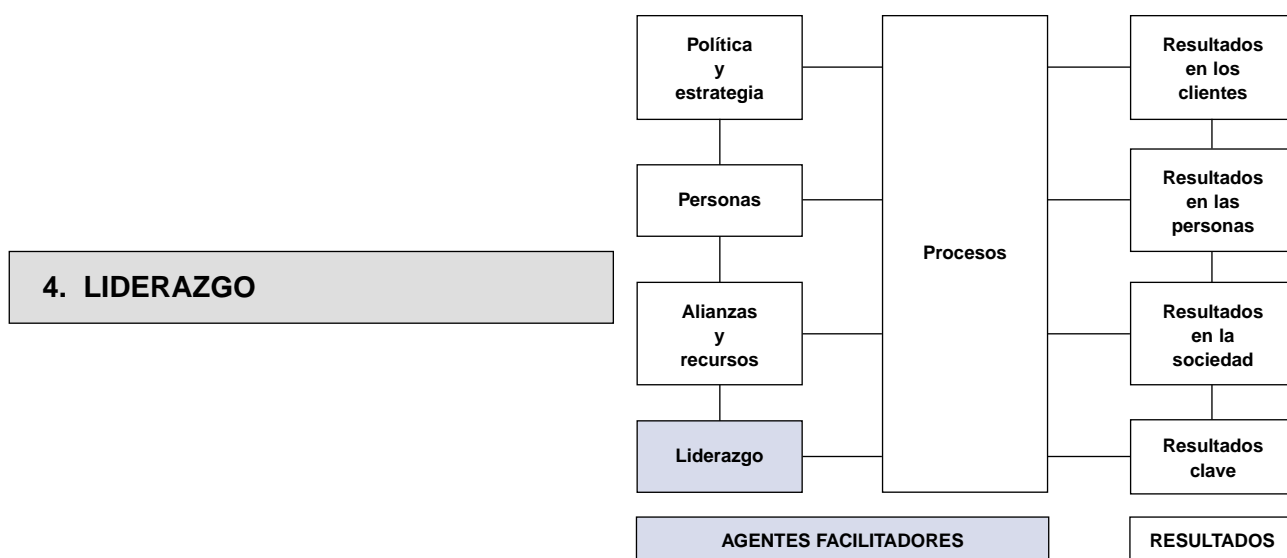 4. LIDERAZGO
Política
y
estrategia
Personas
Alianzas
y
recursos
Liderazgo
Procesos
Resultados
en los
clientes
Resultados
en las
personas
Resultados
en la
sociedad
Resultados
clave
AGENTES FACILITADORES
RESULTADOS